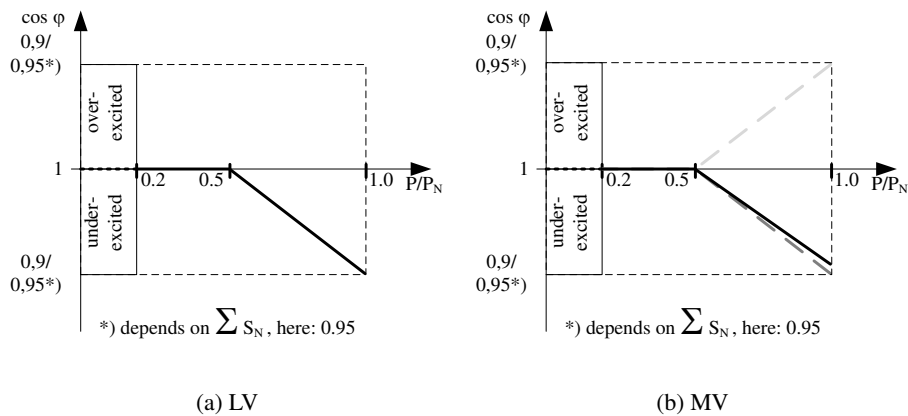 cos φ
0,9/
0,95*)
over-
excited
1
0.2
0.5
1.0
P/P_N
under-
excited
0,9/
0,95*)
*) depends on ∑ S_N , here: 0.95
(a) LV
cos φ
0,9/
0,95*)
over-
excited
1
0.2
0.5
1.0
P/P_N
under-
excited
0,9/
0,95*)
*) depends on ∑ S_N , here: 0.95
(b) MV